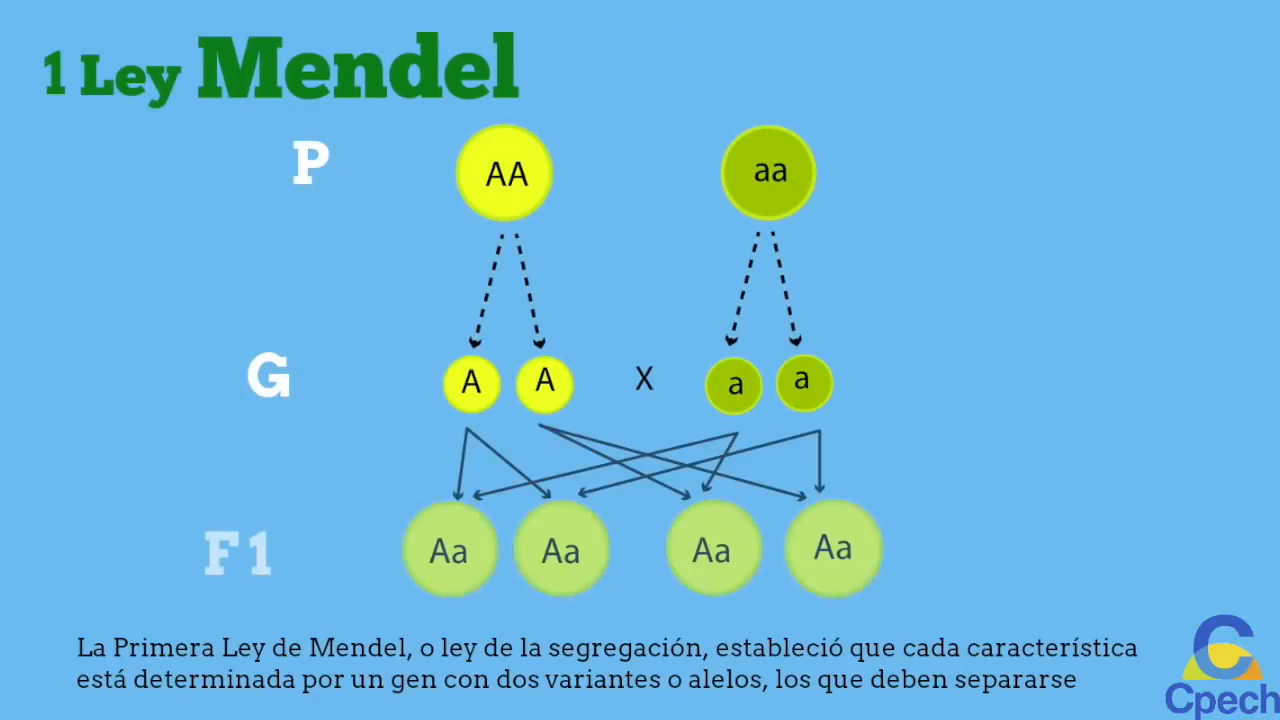 1 Ley Mendel
P
AA
aa
G
A
A
X
a
a
F 1
Aa
Aa
Aa
Aa
La Primera Ley de Mendel, o ley de la segregación, estableció que cada característica
está determinada por un gen con dos variantes o alelos, los que deben separarse
C
Cpech